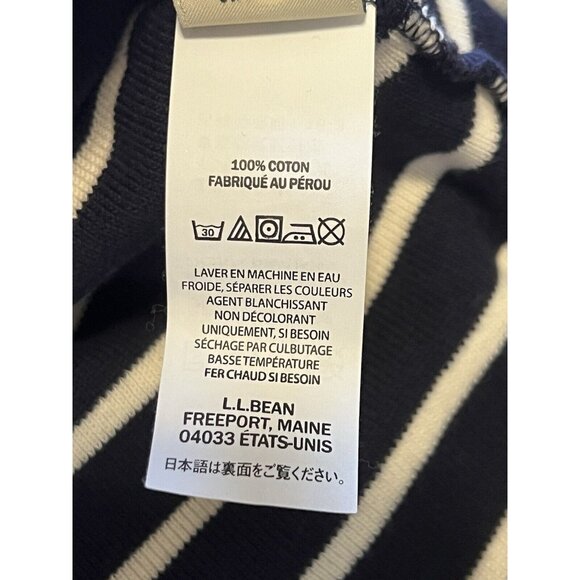 100% COTON
FABRIQUÉ AU PÉROU
30
LAVER EN MACHINE EN EAU
FROIDE, SÉPARER LES COULEURS
AGENT BLANCHISSANT
NON DÉCOLORANT
UNIQUEMENT, SI BESOIN
SÉCHAGE PAR CULBUTAGE
BASSE TEMPÉRATURE
FER CHAUD SI BESOIN
L.L.BEAN
FREEPORT, MAINE
04033 ÉTATS-UNIS
日本語は裏面をご覧ください。